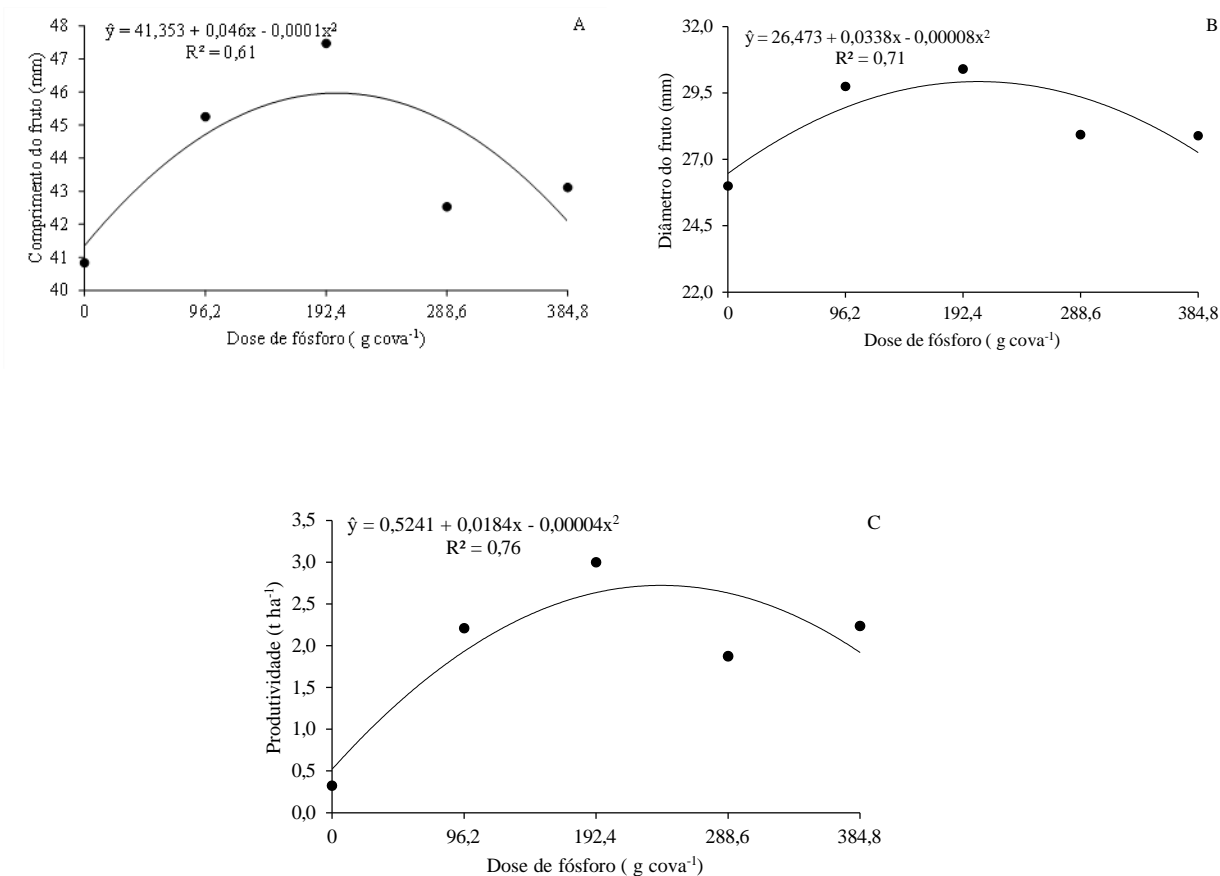 ŷ = 41,353 + 0,046x - 0,0001x²
R² = 0,61
A
Comprimento do fruto (mm)
48
47
46
45
44
43
42
41
40
0 96,2 192,4 288,6 384,8
Dose de fósforo ( g cova⁻¹)
ŷ = 26,473 + 0,0338x - 0,00008x²
R² = 0,71
B
Diâmetro do fruto (mm)
32,0
29,5
27,0
24,5
22,0
0 96,2 192,4 288,6 384,8
Dose de fósforo ( g cova⁻¹)
ŷ = 0,5241 + 0,0184x - 0,00004x²
R² = 0,76
C
Produtividade (t ha⁻¹)
3,5
3,0
2,5
2,0
1,5
1,0
0,5
0,0
0 96,2 192,4 288,6 384,8
Dose de fósforo ( g cova⁻¹)